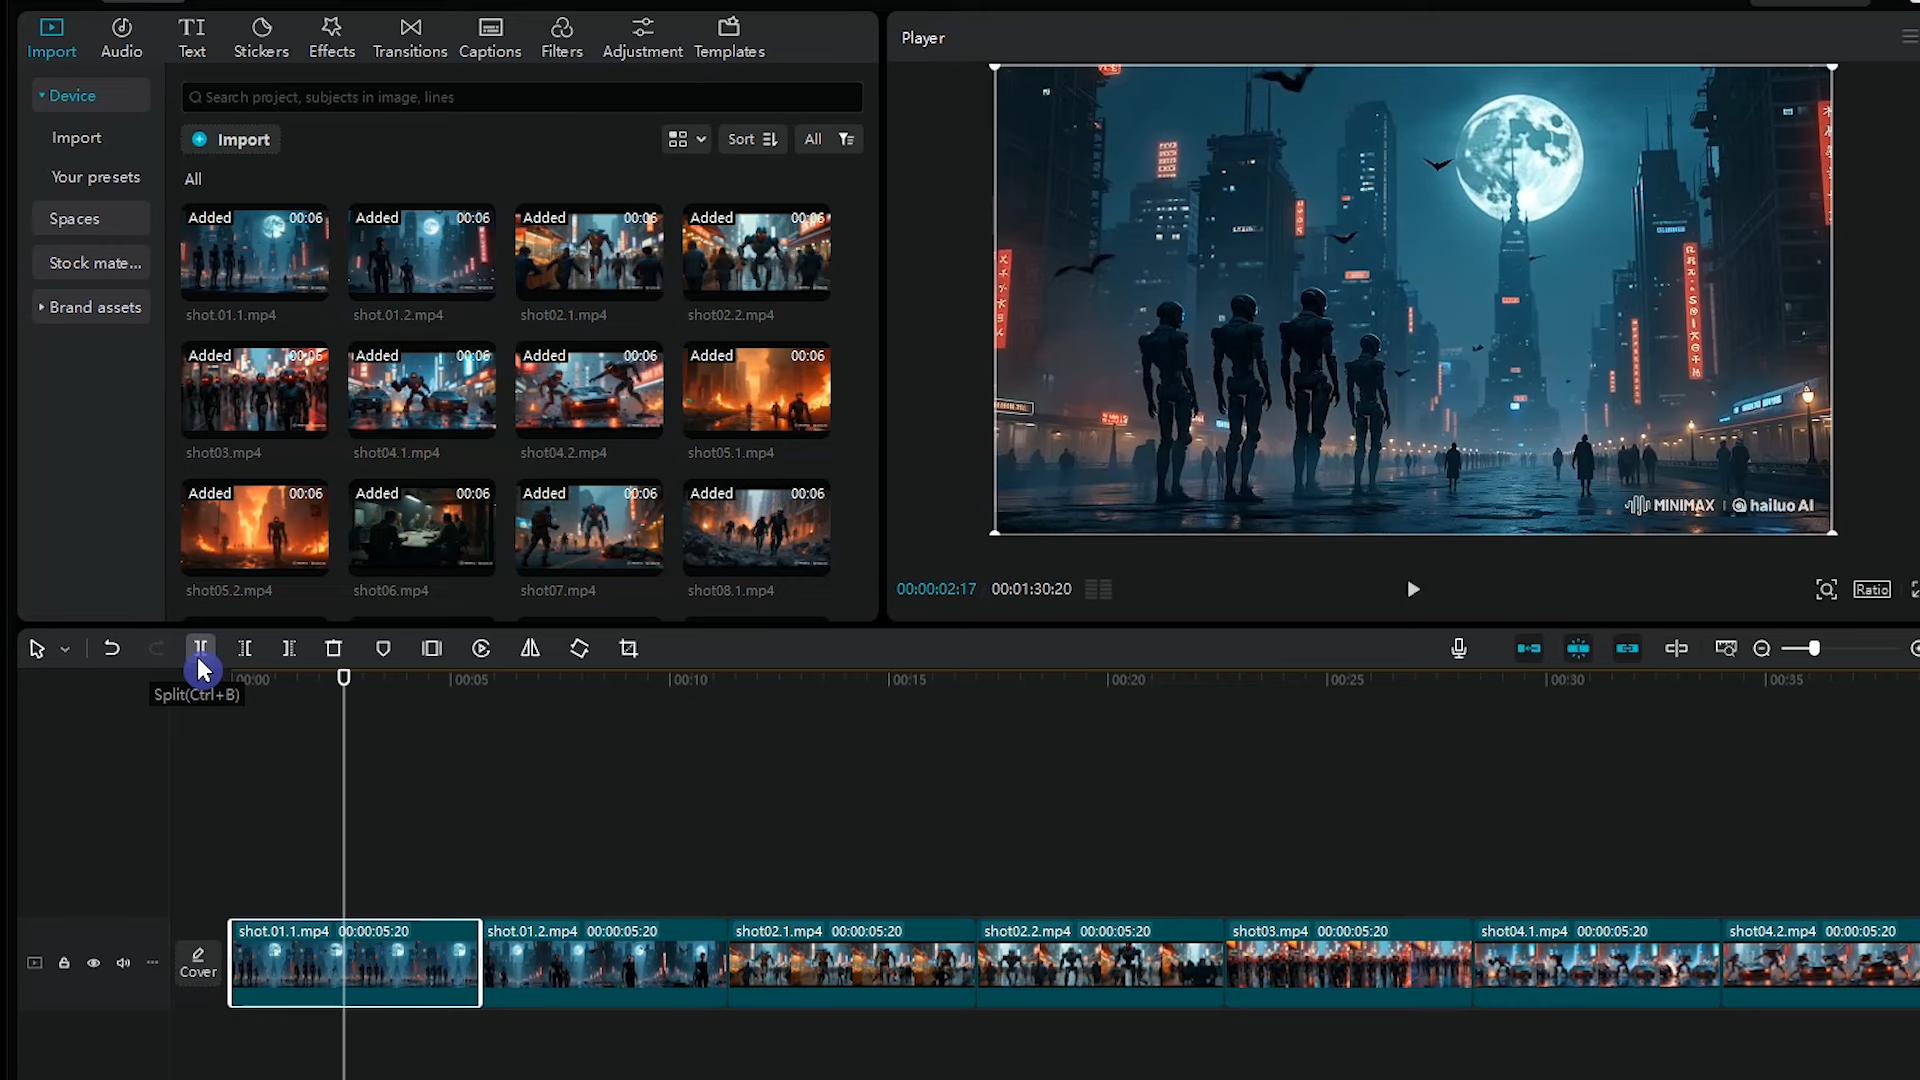 Import Audio Text Stickers Effects Transitions Captions Filters Adjustment Templates
Device
Import
Your presets
Spaces
Stock mate...
Brand assets
Search project, subjects in image, lines
Import
Sort
All
All
Added 00:06
Added 00:06
Added 00:06
Added 00:06
shot.01.1.mp4
shot.01.2.mp4
shot02.1.mp4
shot02.2.mp4
Added 00:06
Added 00:06
Added 00:06
Added 00:06
shot03.mp4
shot04.1.mp4
shot04.2.mp4
shot05.1.mp4
Added 00:06
Added 00:06
Added 00:06
Added 00:06
shot05.2.mp4
shot06.mp4
shot07.mp4
shot08.1.mp4
Player
MINIMAX | hailuo AI
00:00:02:17
00:01:30:20
Ratio
Split(Ctrl+B)
00:00
00:05
00:10
00:15
00:20
00:25
00:30
00:35
Cover
shot.01.1.mp4 00:00:05:20
shot.01.2.mp4 00:00:05:20
shot02.1.mp4 00:00:05:20
shot02.2.mp4 00:00:05:20
shot03.mp4 00:00:05:20
shot04.1.mp4 00:00:05:20
shot04.2.mp4 00:00:05:20